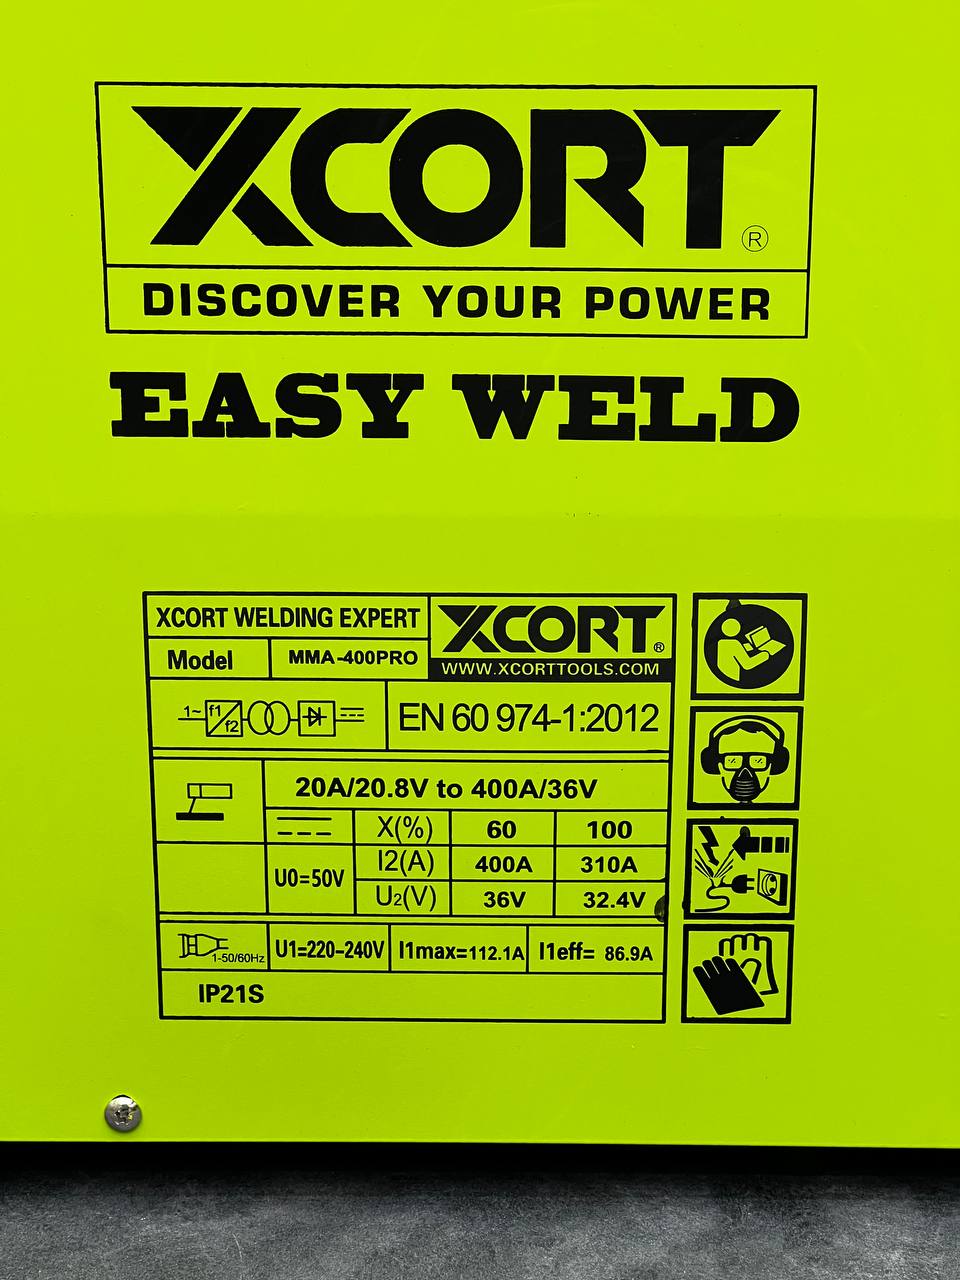 XCORT®
DISCOVER YOUR POWER
EASY WELD
XCORT WELDING EXPERT
XCORT®
Model MMA-400PRO
WWW.XCORTTOOLS.COM
1~ f1 f2
EN 60 974-1:2012
20A/20.8V to 400A/36V
X(%) 60 100
U0=50V
I2(A) 400A 310A
U2(V) 36V 32.4V
1-50/60Hz U1=220-240V I1max=112.1A I1eff= 86.9A
IP21S